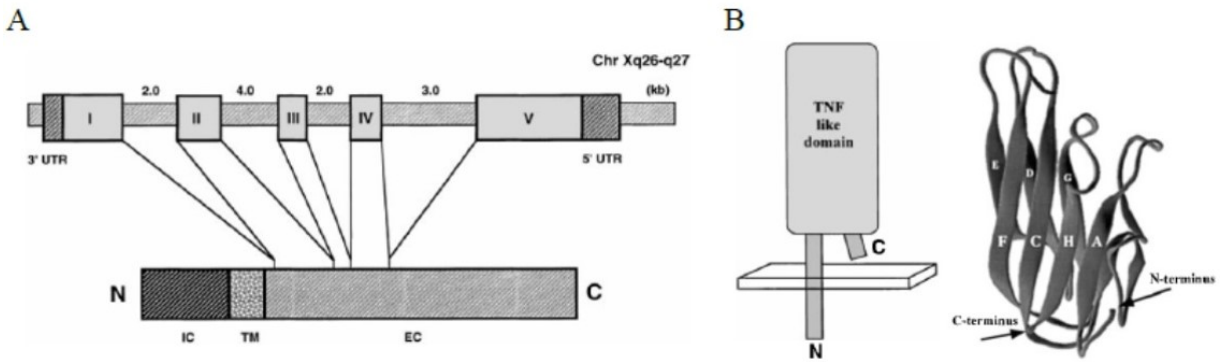 A
B
Chr Xq26-q27
2.0
4.0
2.0
3.0
(kb)
I
II
III
IV
V
3' UTR
5' UTR
N
C
IC
TM
EC
TNF
like
domain
C
N
E
D
G
F
C
H
A
N-terminus
C-terminus